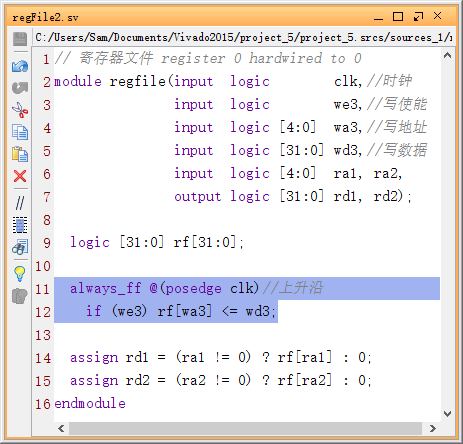 regFile2.sv
C:/Users/Sam/Documents/Vivado2015/project_5/project_5.srcs/sources_1/
1 // 寄存器文件 register 0 hardwired to 0
2 module regfile(input  logic        clk,//时钟
3                input  logic        we3,//写使能
4                input  logic [4:0]  wa3,//写地址
5                input  logic [31:0] wd3,//写数据
6                input  logic [4:0]  ra1, ra2,
7                output logic [31:0] rd1, rd2);
8
9   logic [31:0] rf[31:0];
10
11   always_ff @(posedge clk)//上升沿
12     if (we3) rf[wa3] <= wd3;
13
14   assign rd1 = (ra1 != 0) ? rf[ra1] : 0;
15   assign rd2 = (ra2 != 0) ? rf[ra2] : 0;
16 endmodule